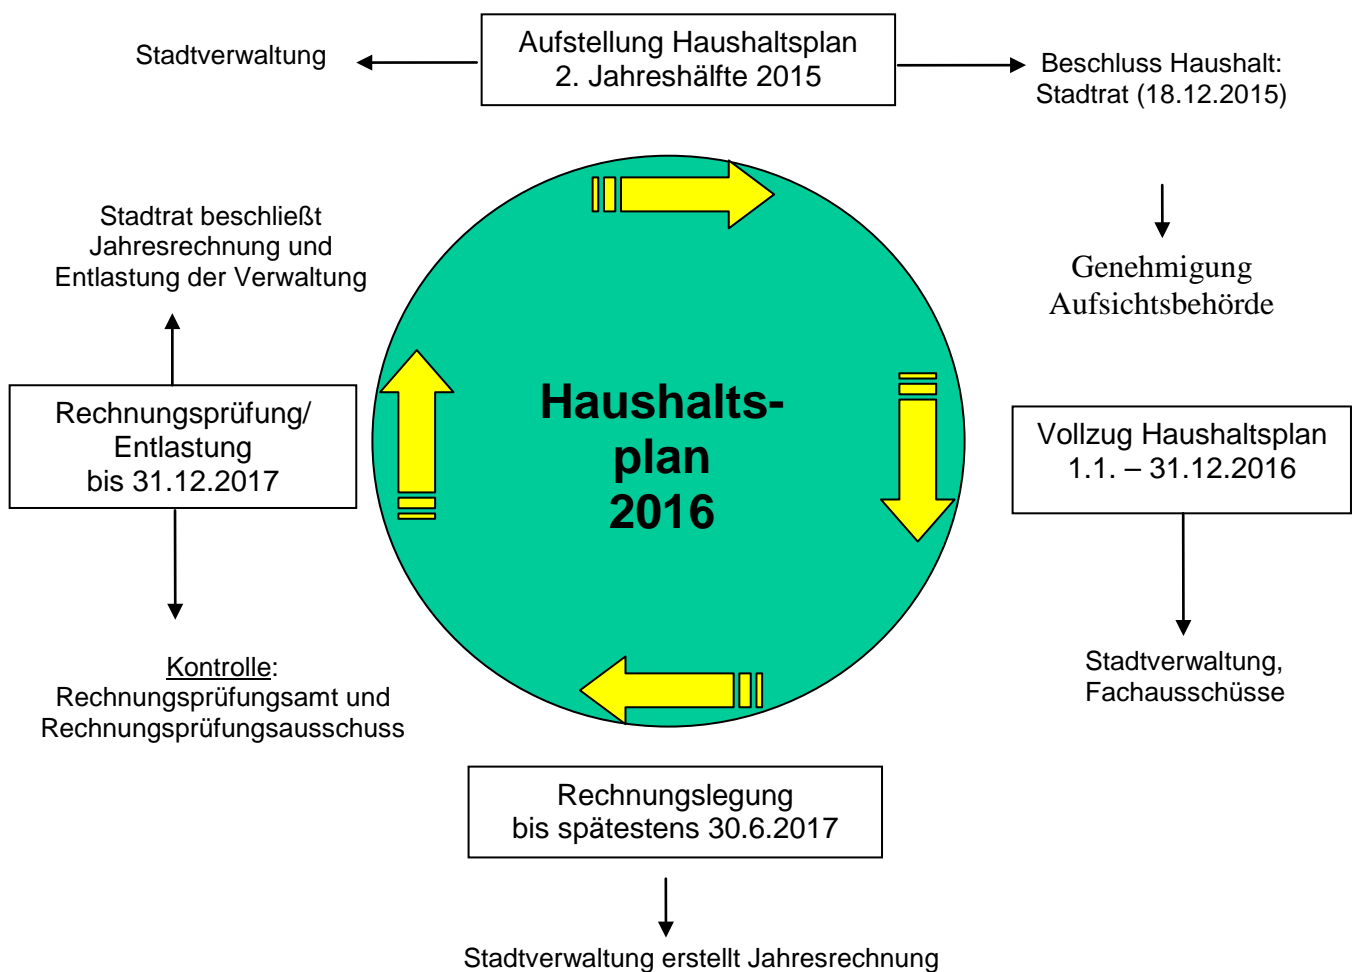 Stadtverwaltung
Aufstellung Haushaltsplan
2. Jahreshälfte 2015
Beschluss Haushalt:
Stadtrat (18.12.2015)
Genehmigung
Aufsichtsbehörde
Stadtrat beschließt
Jahresrechnung und
Entlastung der Verwaltung
Rechnungsprüfung/
Entlastung
bis 31.12.2017
Haushalts-
plan
2016
Vollzug Haushaltsplan
1.1. – 31.12.2016
Kontrolle:
Rechnungsprüfungsamt und
Rechnungsprüfungsausschuss
Stadtverwaltung,
Fachausschüsse
Rechnungslegung
bis spätestens 30.6.2017
Stadtverwaltung erstellt Jahresrechnung